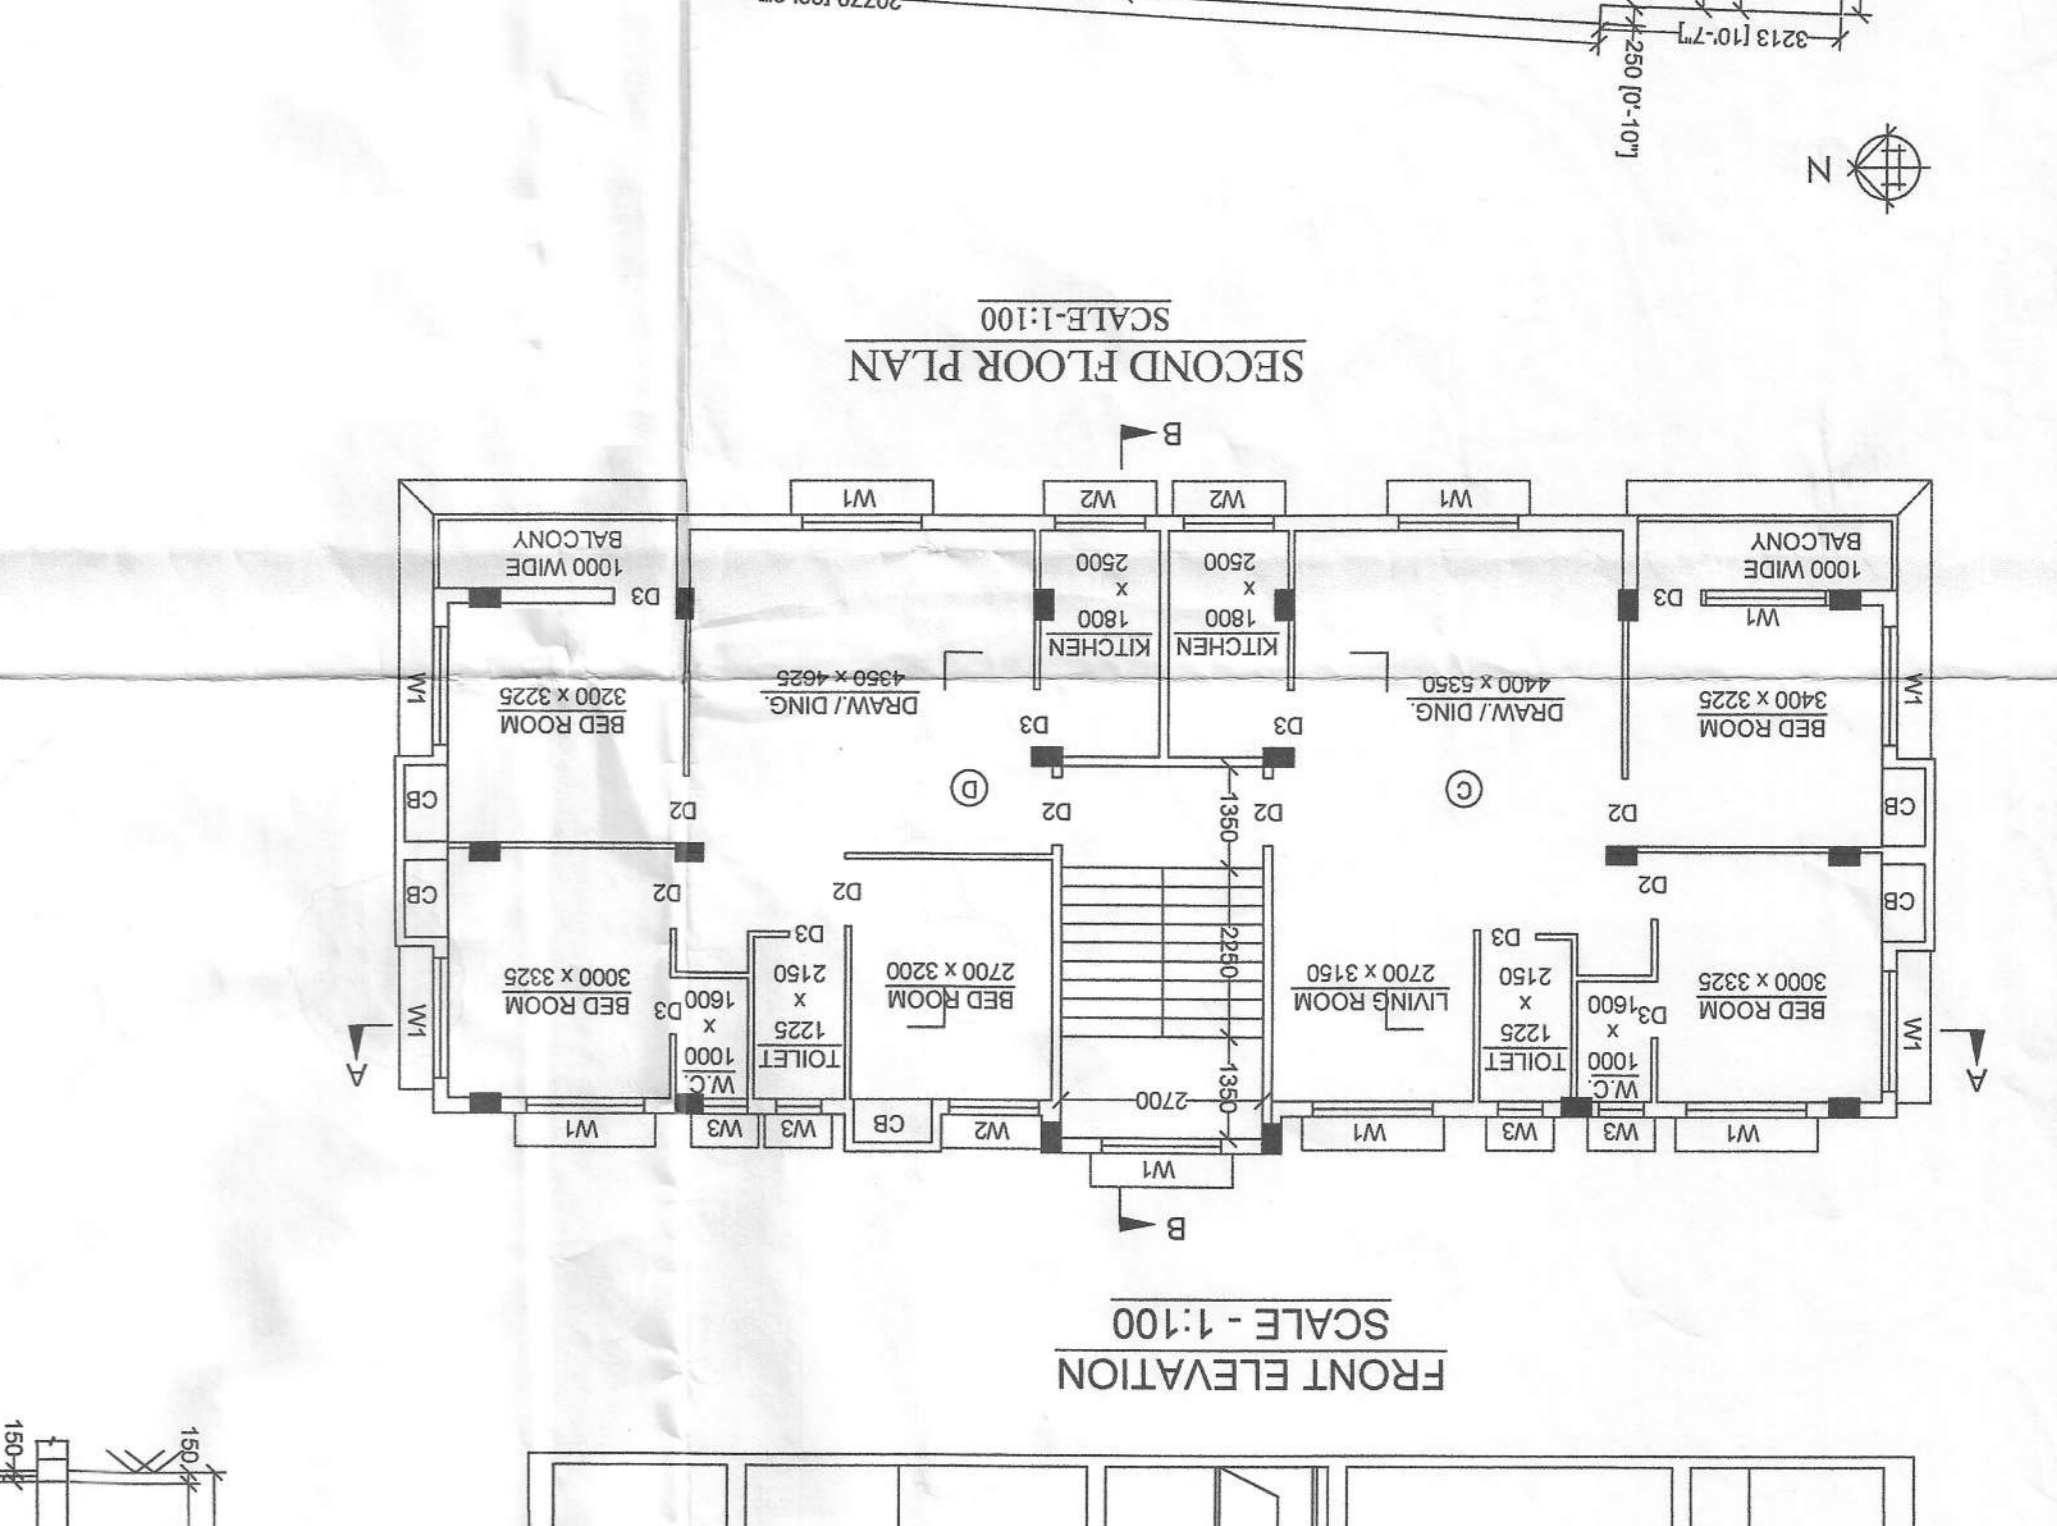 150
150
FRONT ELEVATION
SCALE - 1:100
B
W1
W1
W3
W3
W1
W2
CB
W3
W3
W1
A
W1
BED ROOM
3000 x 3325
D3
W.C.
1000
x
1600
TOILET
1225
x
2150
D3
LIVING ROOM
2700 x 3150
1350
2700
2250
1350
BED ROOM
2700 x 3200
TOILET
1225
x
2150
D3
W.C.
1000
x
1600
D3
BED ROOM
3000 x 3325
W1
A
CB
D2
D2
D2
CB
CB
D2
C
D2
D2
D
D2
CB
W1
BED ROOM
3400 x 3225
DRAW./ DING.
4400 x 5350
D3
KITCHEN
1800
x
2500
KITCHEN
1800
x
2500
D3
DRAW./ DING.
4350 x 4625
BED ROOM
3200 x 3225
W1
W1
D3
1000 WIDE
BALCONY
D3
1000 WIDE
BALCONY
W1
W2
W2
W1
B
SECOND FLOOR PLAN
SCALE-1:100
N
250 [0'-10"]
3213 [10'-7"]